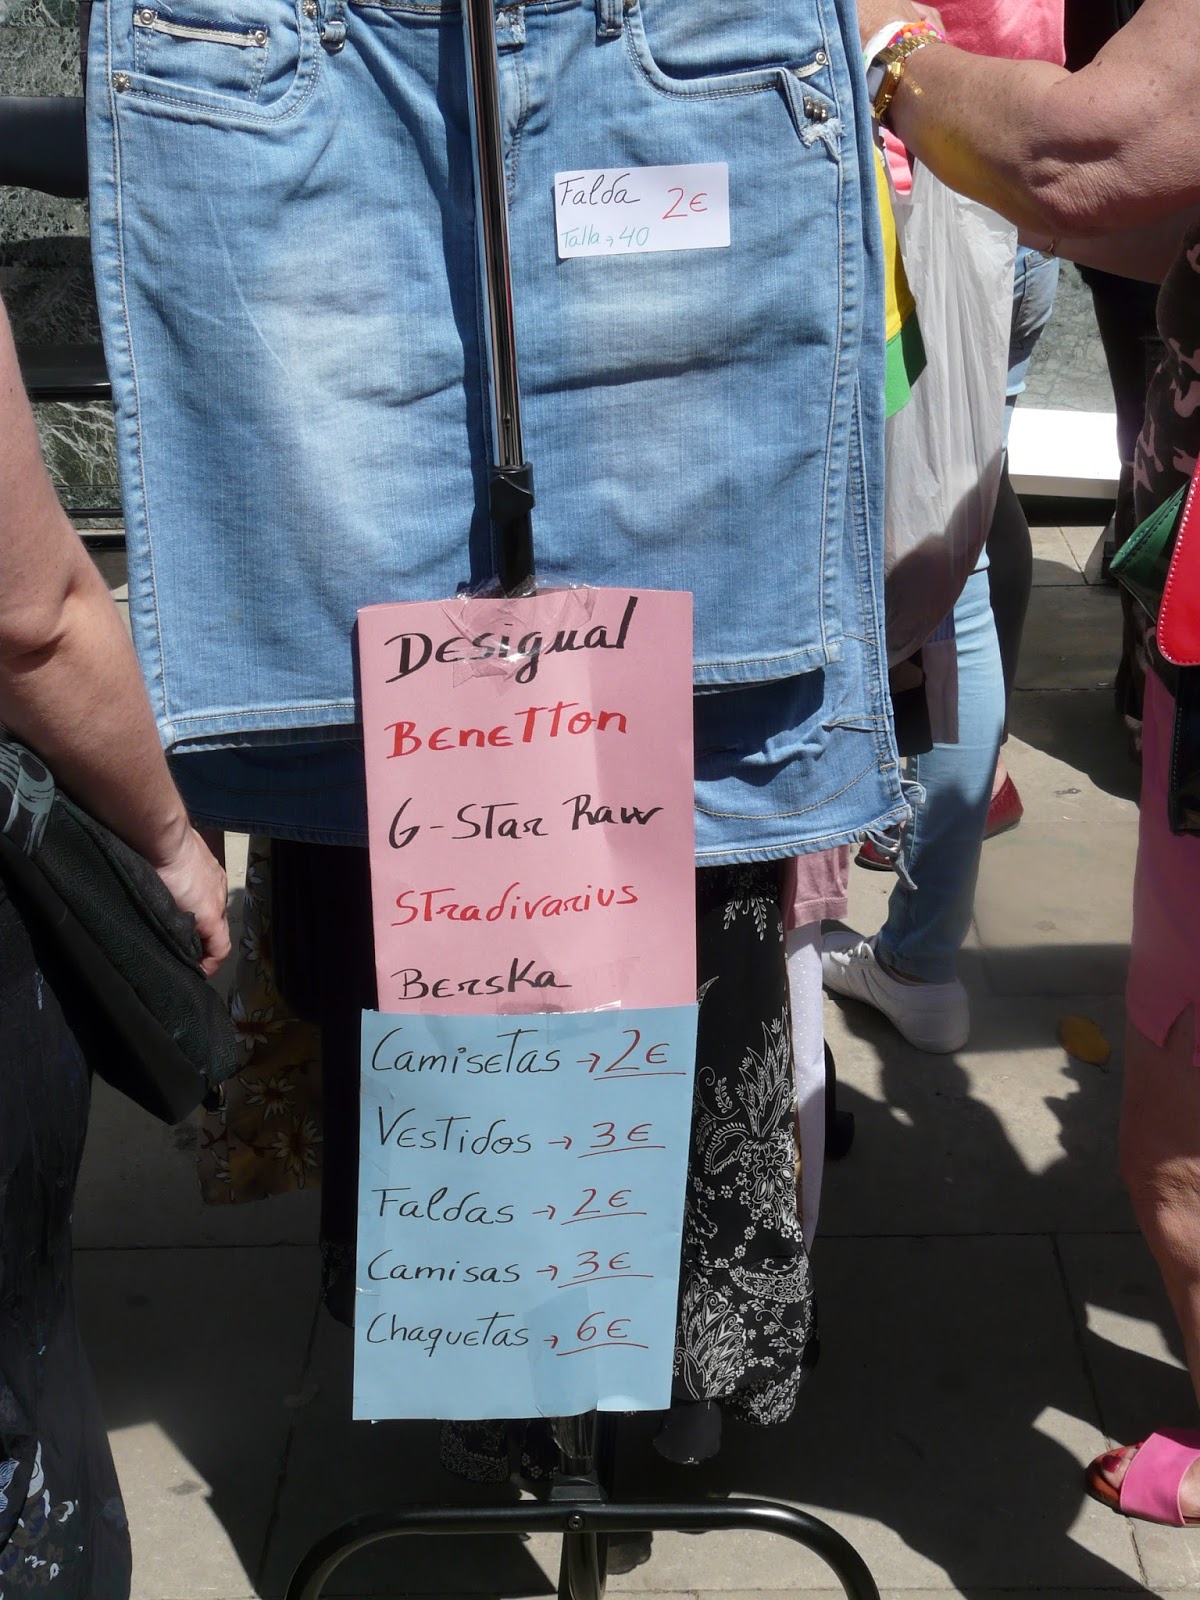 Falda 2€
Talla → 40
Desigual
Benetton
G-Star Raw
Stradivarius
Berska
Camisetas → 2€
Vestidos → 3€
Faldas → 2€
Camisas → 3€
Chaquetas → 6€